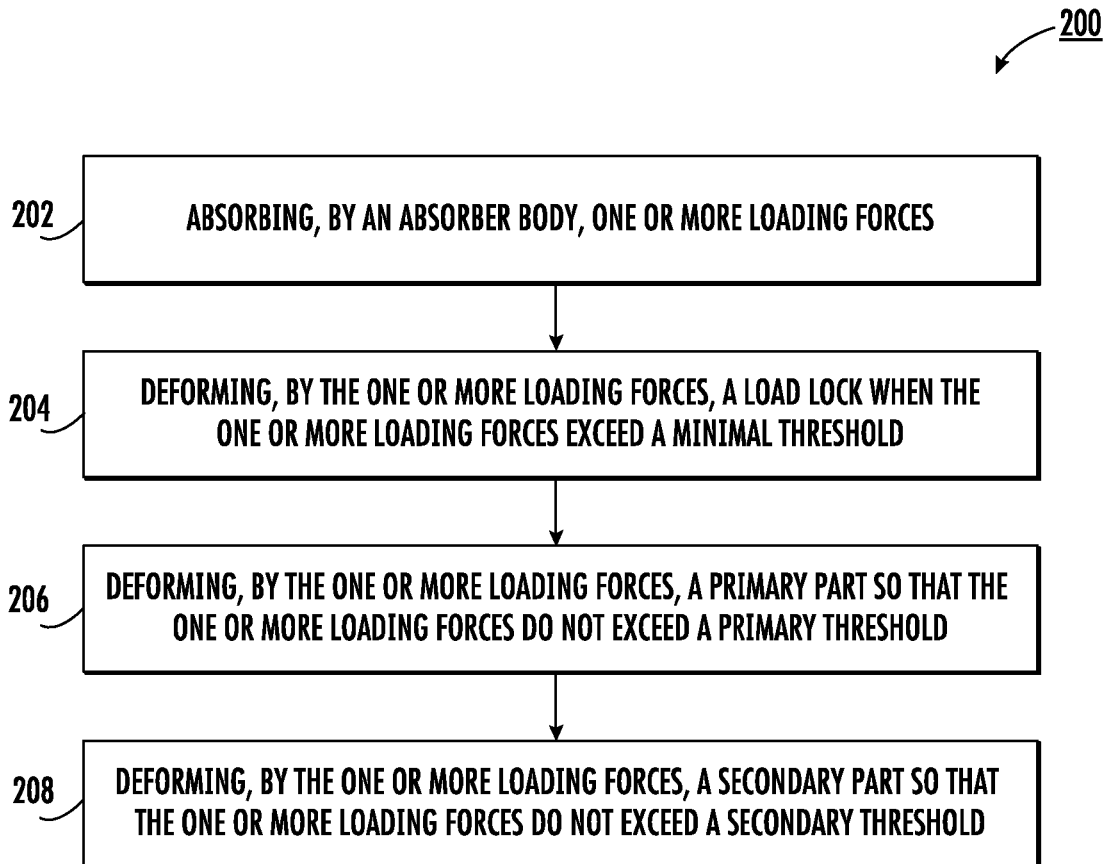 200
202
ABSORBING, BY AN ABSORBER BODY, ONE OR MORE LOADING FORCES
204
DEFORMING, BY THE ONE OR MORE LOADING FORCES, A LOAD LOCK WHEN THE
ONE OR MORE LOADING FORCES EXCEED A MINIMAL THRESHOLD
206
DEFORMING, BY THE ONE OR MORE LOADING FORCES, A PRIMARY PART SO THAT THE
ONE OR MORE LOADING FORCES DO NOT EXCEED A PRIMARY THRESHOLD
208
DEFORMING, BY THE ONE OR MORE LOADING FORCES, A SECONDARY PART SO THAT
THE ONE OR MORE LOADING FORCES DO NOT EXCEED A SECONDARY THRESHOLD